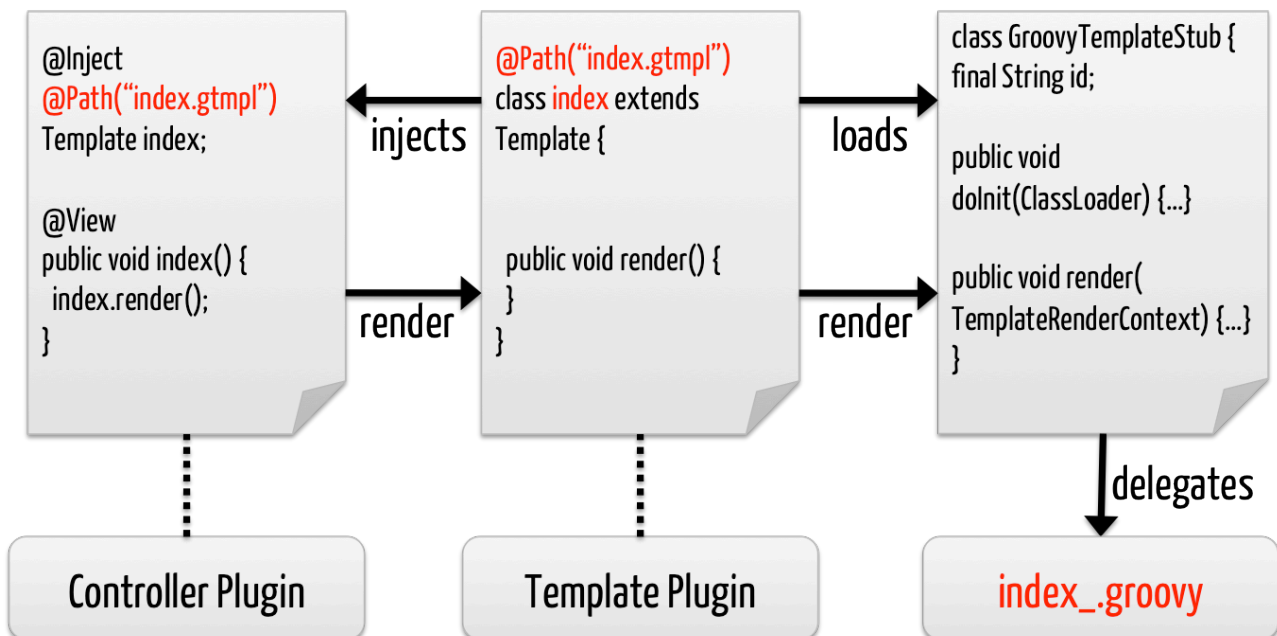 @Inject
@Path(“index.gtmpl”)
Template index;
@View
public void index() {
index.render();
}
injects
render
@Path(“index.gtmpl”)
class index extends
Template {
public void render() {
}
}
loads
render
class GroovyTemplateStub {
final String id;
public void
doInit(ClassLoader) {...}
public void render(
TemplateRenderContext) {...}
}
delegates
Controller Plugin
Template Plugin
index_.groovy